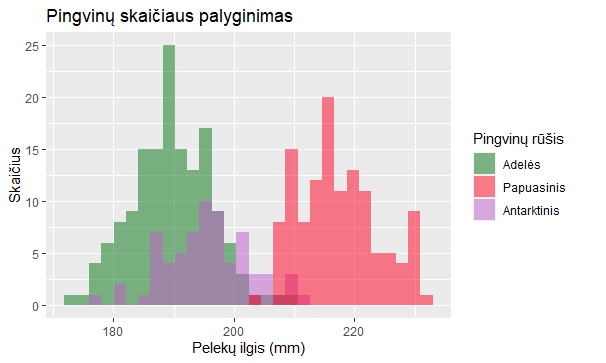 Pingvinų skaičiaus palyginimas
25
20
15
10
5
0
Skaičius
180
200
220
Pelekų ilgis (mm)
Pingvinų rūšis
Adelės
Papuasinis
Antarktinis